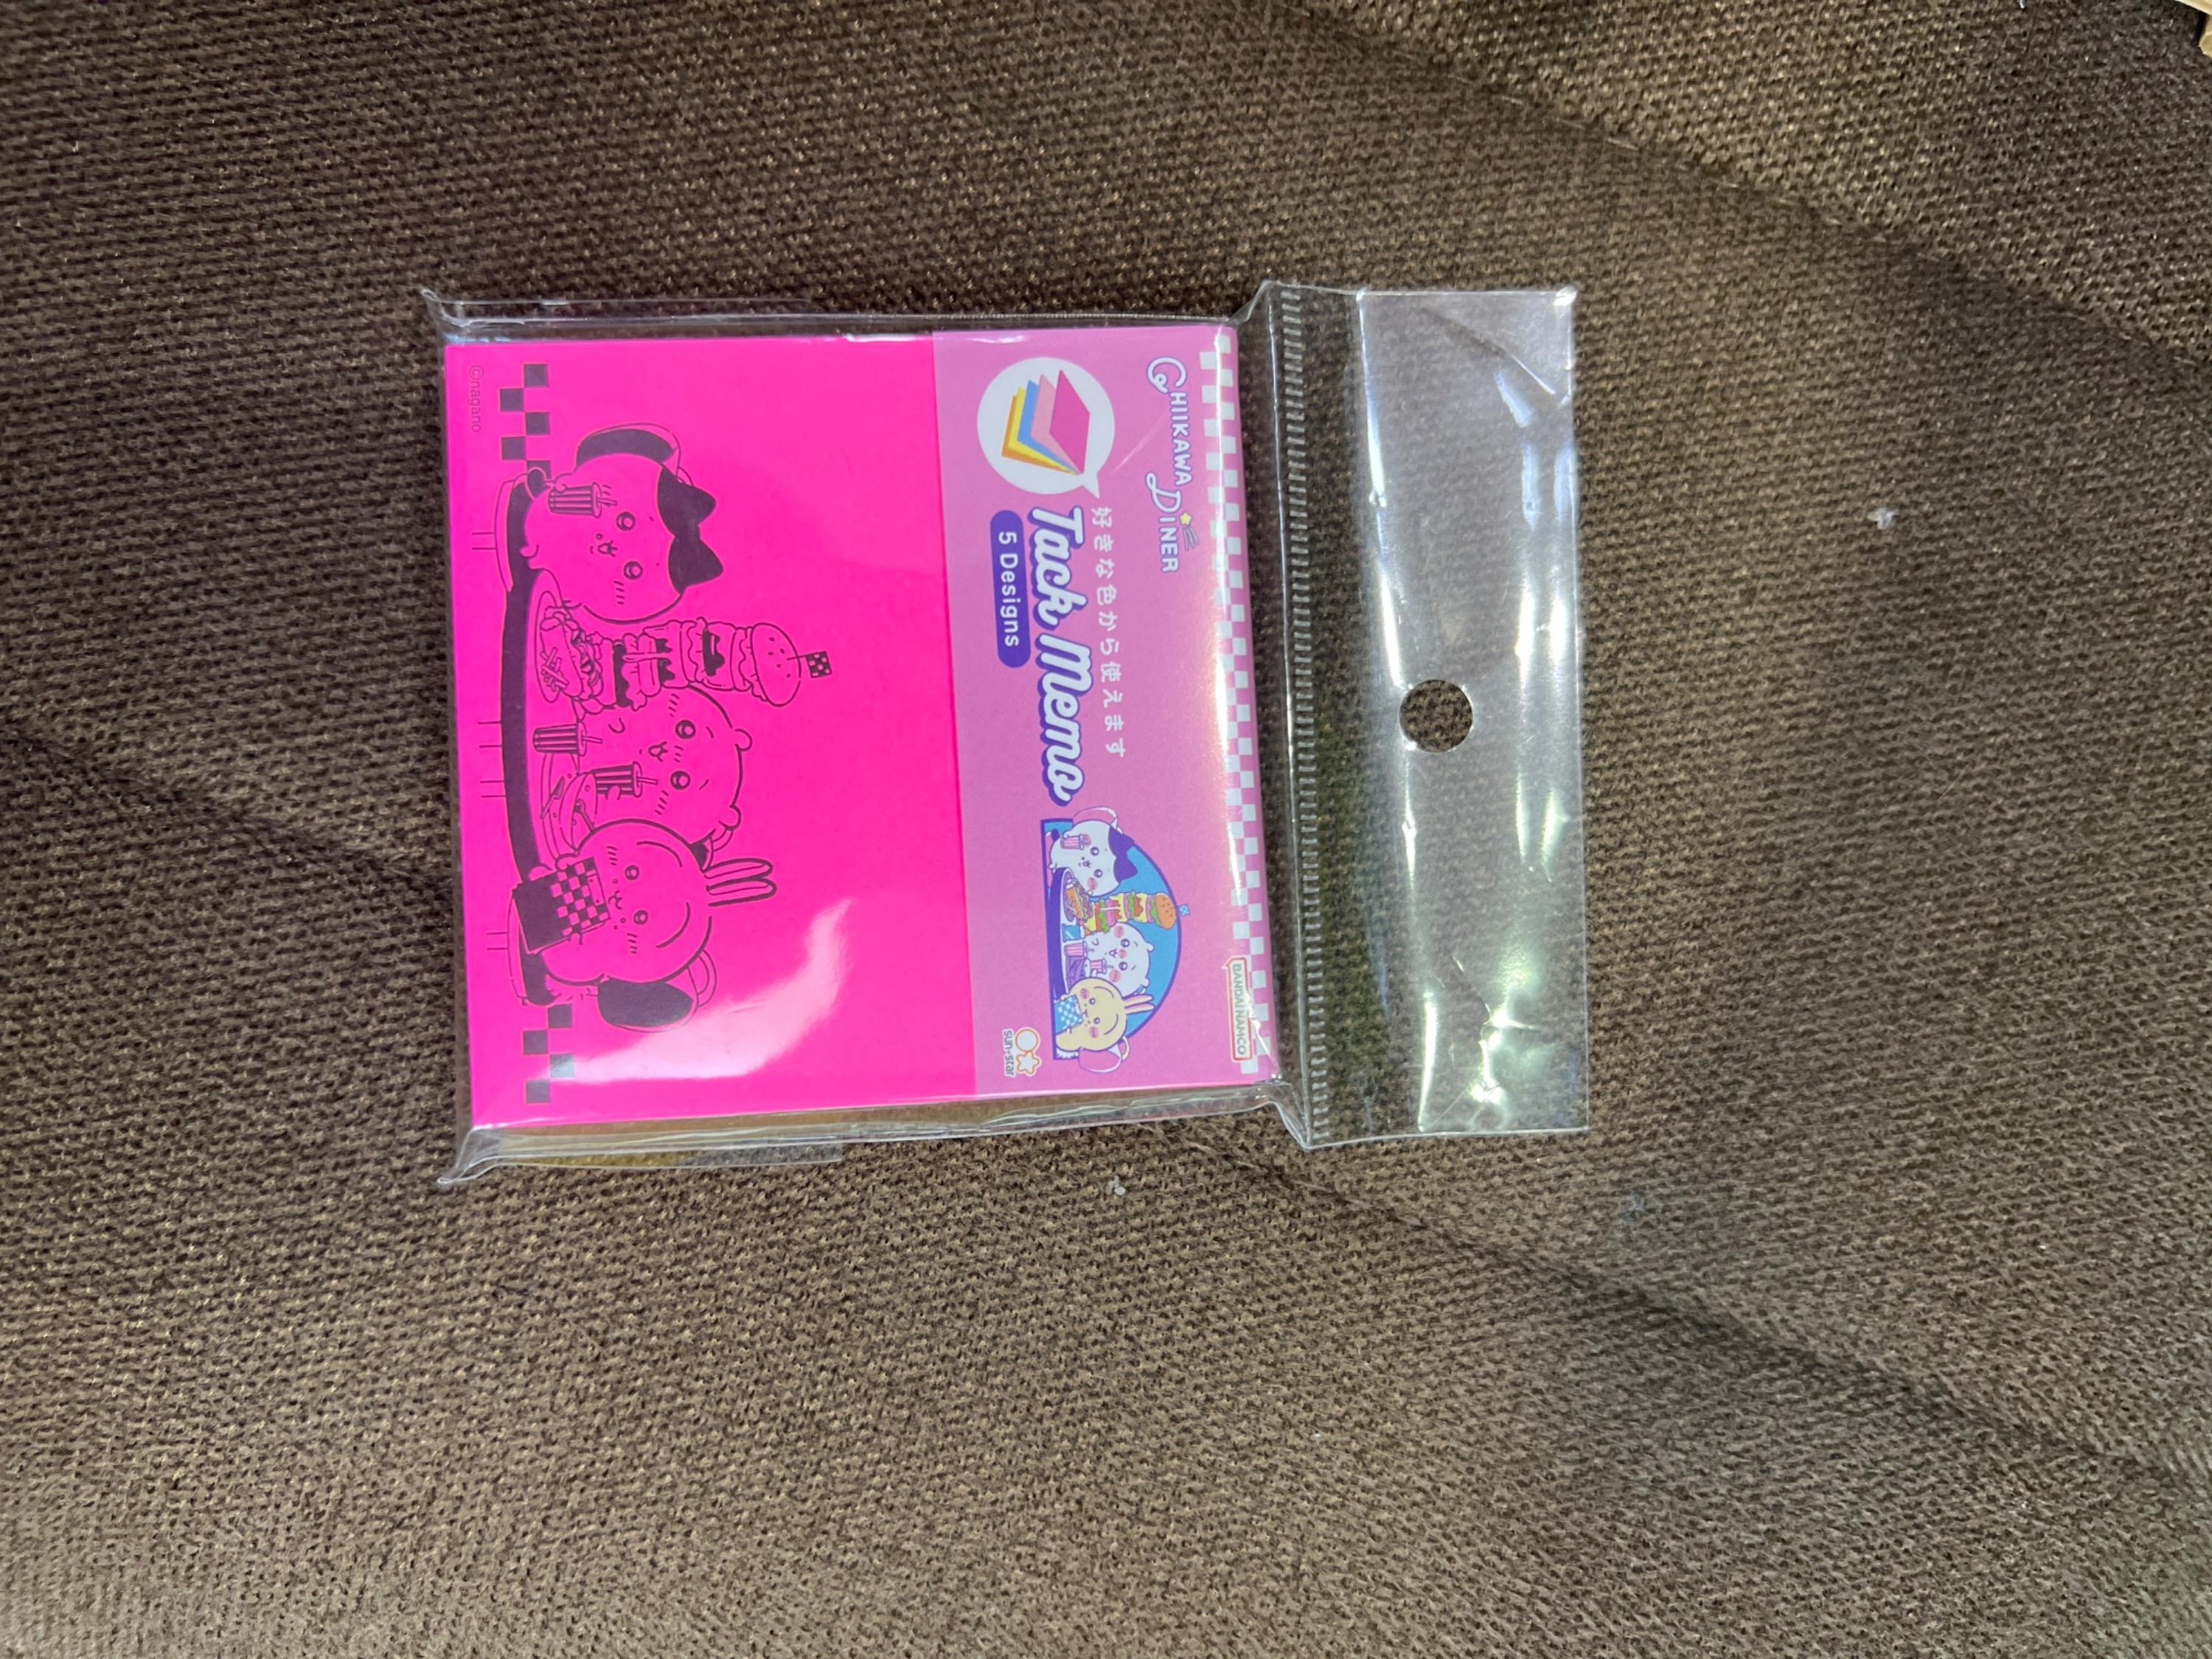 CHIIKAWA DINER
BANDAI NAMCO
好きな色から使えます
Tack Memo
5 Designs
sun-star
©nagano